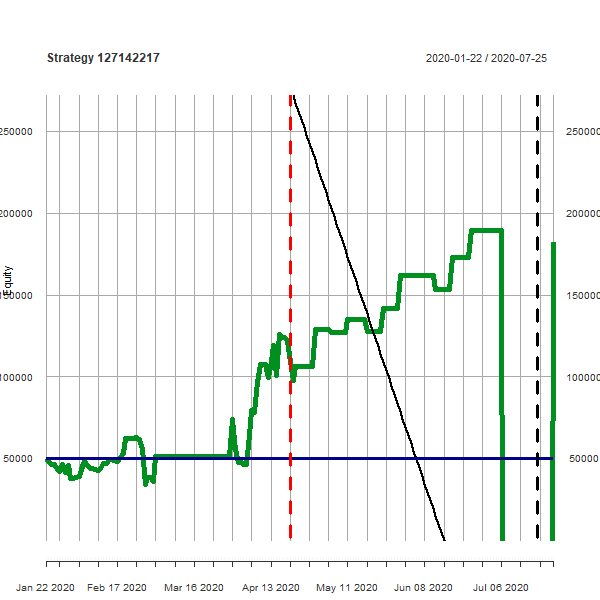 Strategy 127142217
2020-01-22 / 2020-07-25
250000
250000
200000
200000
Equity
150000
150000
100000
100000
50000
50000
Jan 22 2020
Feb 17 2020
Mar 16 2020
Apr 13 2020
May 11 2020
Jun 08 2020
Jul 06 2020